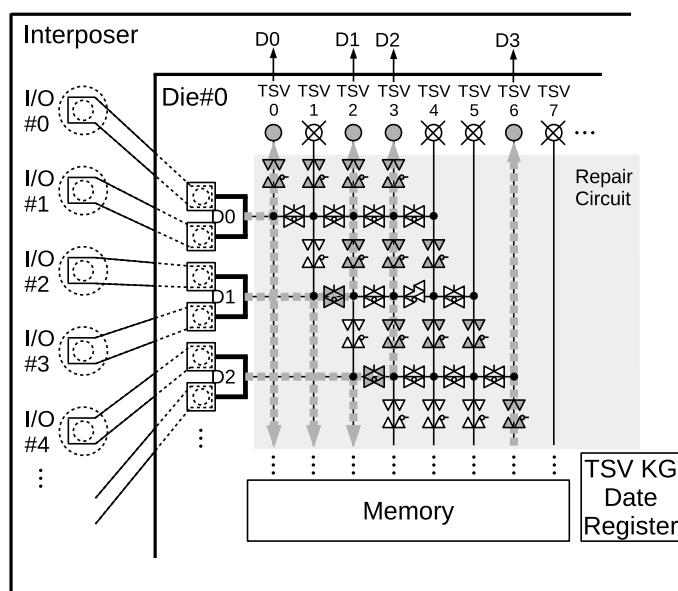 Interposer
D0 D1 D2 D3
I/O
#0
Die#0
TSV TSV TSV TSV TSV TSV TSV TSV
0 1 2 3 4 5 6 7
...
Repair
Circuit
I/O
#1
D0
I/O
#2
D1
I/O
#3
D2
I/O
#4
Memory
TSV KG
Date
Register